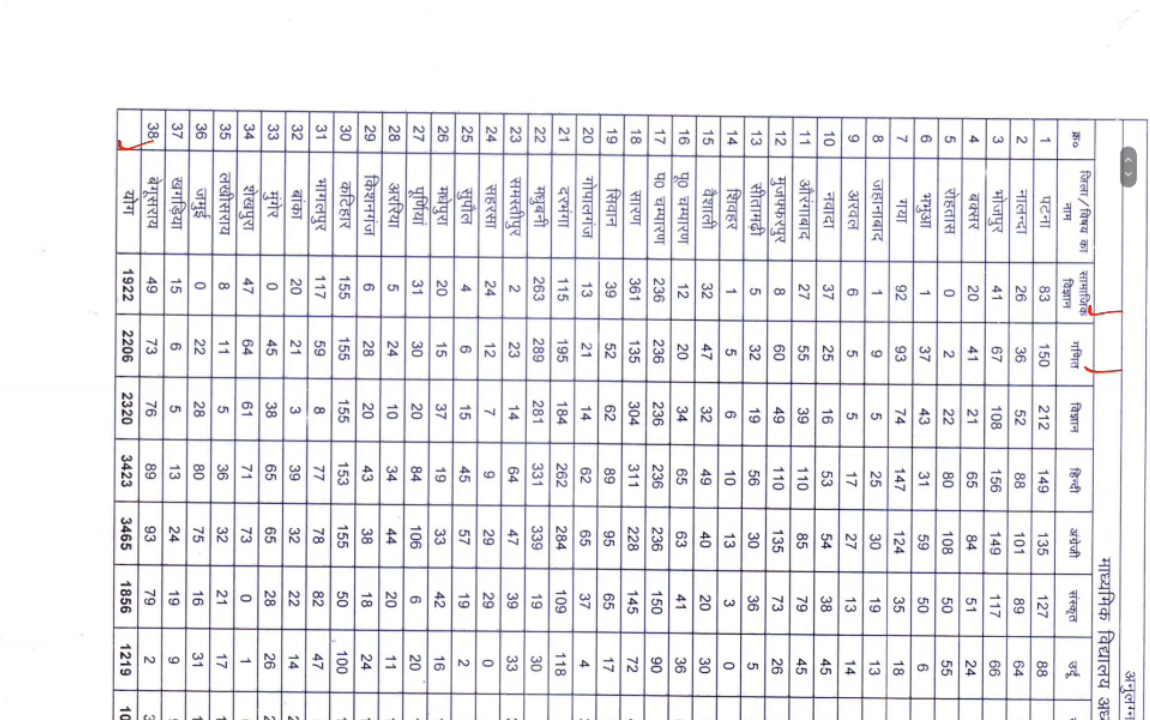 अनुलग्न
माध्यमिक विद्यालय अध
क्र० जिला/विषय का नाम सामाजिक विज्ञान गणित विज्ञान हिन्दी अंग्रेजी संस्कृत उर्दू
1 पटना 83 150 212 149 135 127 88
2 नालन्दा 26 36 52 88 101 89 64
3 भोजपुर 41 67 108 156 149 117 66
4 बक्सर 20 41 21 65 84 51 24
5 रोहतास 0 2 22 80 108 50 55
6 भभुआ 1 37 43 31 59 50 6
7 गया 92 93 74 147 124 35 18
8 जहानाबाद 1 9 5 25 30 19 13
9 अरवल 6 5 5 17 27 13 14
10 नवादा 37 25 16 53 54 38 45
11 औरंगाबाद 27 55 39 110 85 79 45
12 मुजफ्फरपुर 8 60 49 110 135 73 26
13 सीतामढ़ी 5 32 19 56 30 36 5
14 शिवहर 1 5 6 10 13 3 0
15 वैशाली 32 47 32 49 40 20 30
16 पू० चम्पारण 12 20 34 65 63 41 36
17 प० चम्पारण 236 236 236 236 236 150 90
18 सारण 361 135 304 311 228 145 72
19 सिवान 39 52 62 89 95 65 17
20 गोपालगंज 13 21 14 62 65 37 4
21 दरभंगा 115 195 184 262 284 109 118
22 मधुबनी 263 289 281 331 339 19 30
23 समस्तीपुर 2 23 14 64 47 39 33
24 सहरसा 24 12 7 9 29 29 0
25 सुपौल 4 6 15 45 57 19 2
26 मधेपुरा 20 15 37 19 33 42 16
27 पूर्णियां 31 30 20 84 106 6 20
28 अररिया 5 24 10 34 44 20 11
29 किशनगंज 6 28 20 43 38 18 24
30 कटिहार 155 155 155 153 155 50 100
31 भागलपुर 117 59 8 77 78 82 47
32 बांका 20 21 3 39 32 22 14
33 मुंगेर 0 45 38 65 65 28 26
34 शेखपुरा 47 64 61 71 73 0 1
35 लखीसराय 8 11 5 36 32 21 17
36 जमुई 0 22 28 80 75 16 31
37 खगड़िया 15 6 5 13 24 19 9
38 बेगूसराय 49 73 76 89 93 79 2
योग 1922 2206 2320 3423 3465 1856 1219